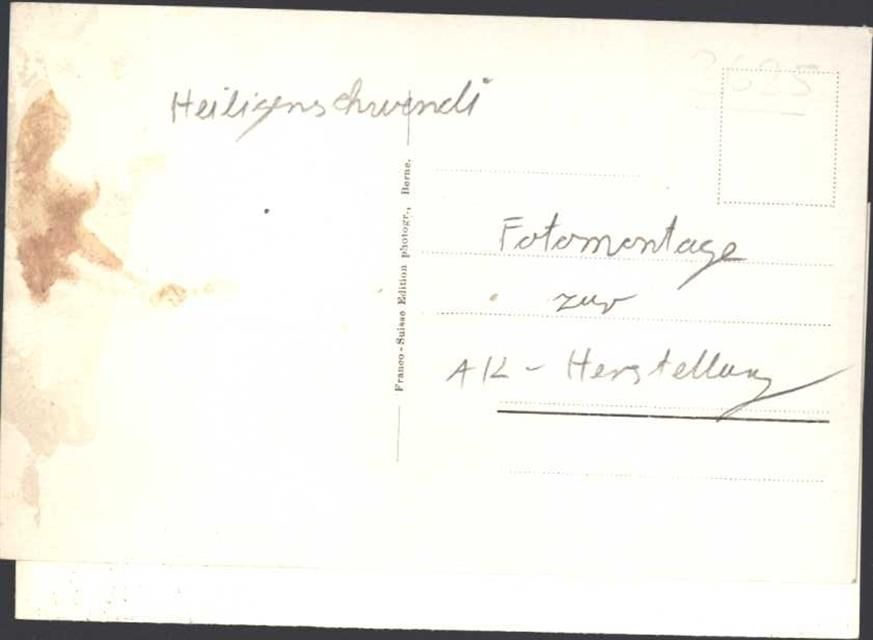 Heiligenschwendi
Franco-Suisse Edition photogr., Berne.
Fotomontage
zur
AK - Herstellung